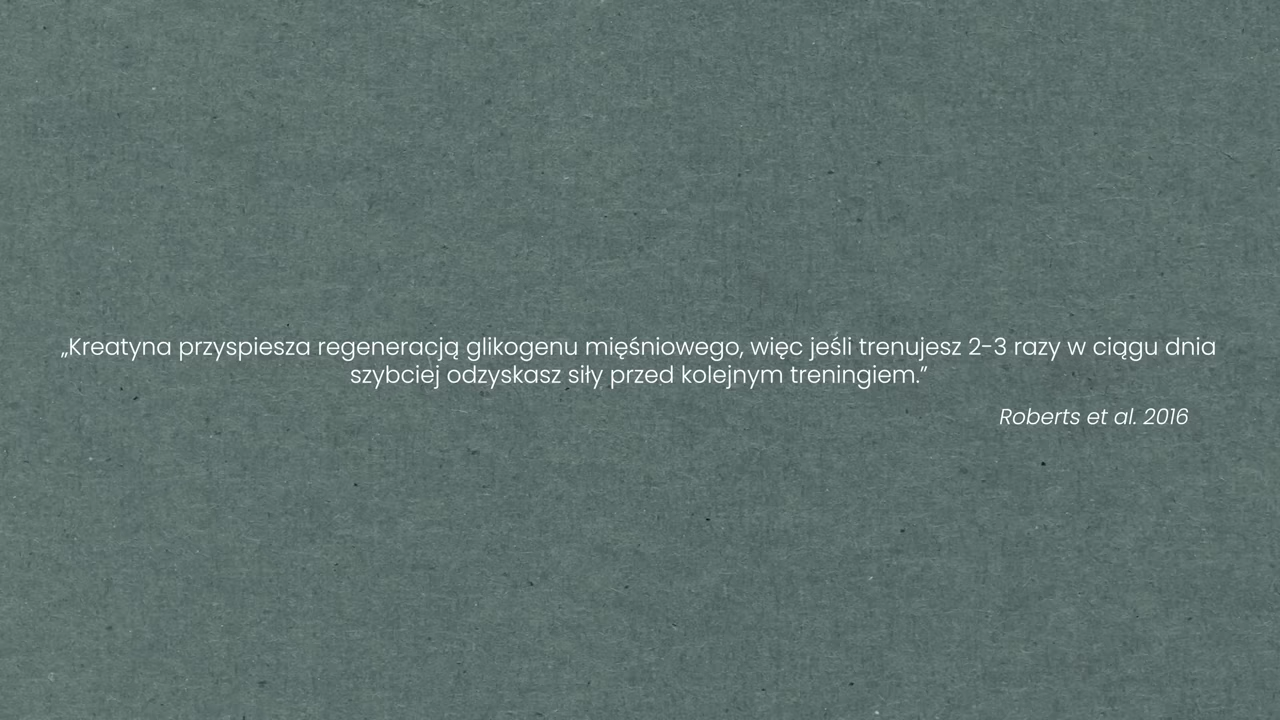 „Kreatyna przyspiesza regeneracją glikogenu mięśniowego, więc jeśli trenujesz 2-3 razy w ciągu dnia
szybciej odzyskasz siły przed kolejnym treningiem.”
Roberts et al. 2016